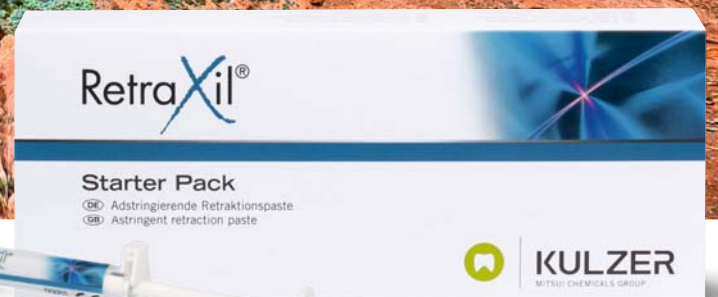 RetraXil®
Starter Pack
DE Adstringierende Retraktionspaste
GB Astringent retraction paste
KULZER
MITSUI CHEMICALS GROUP